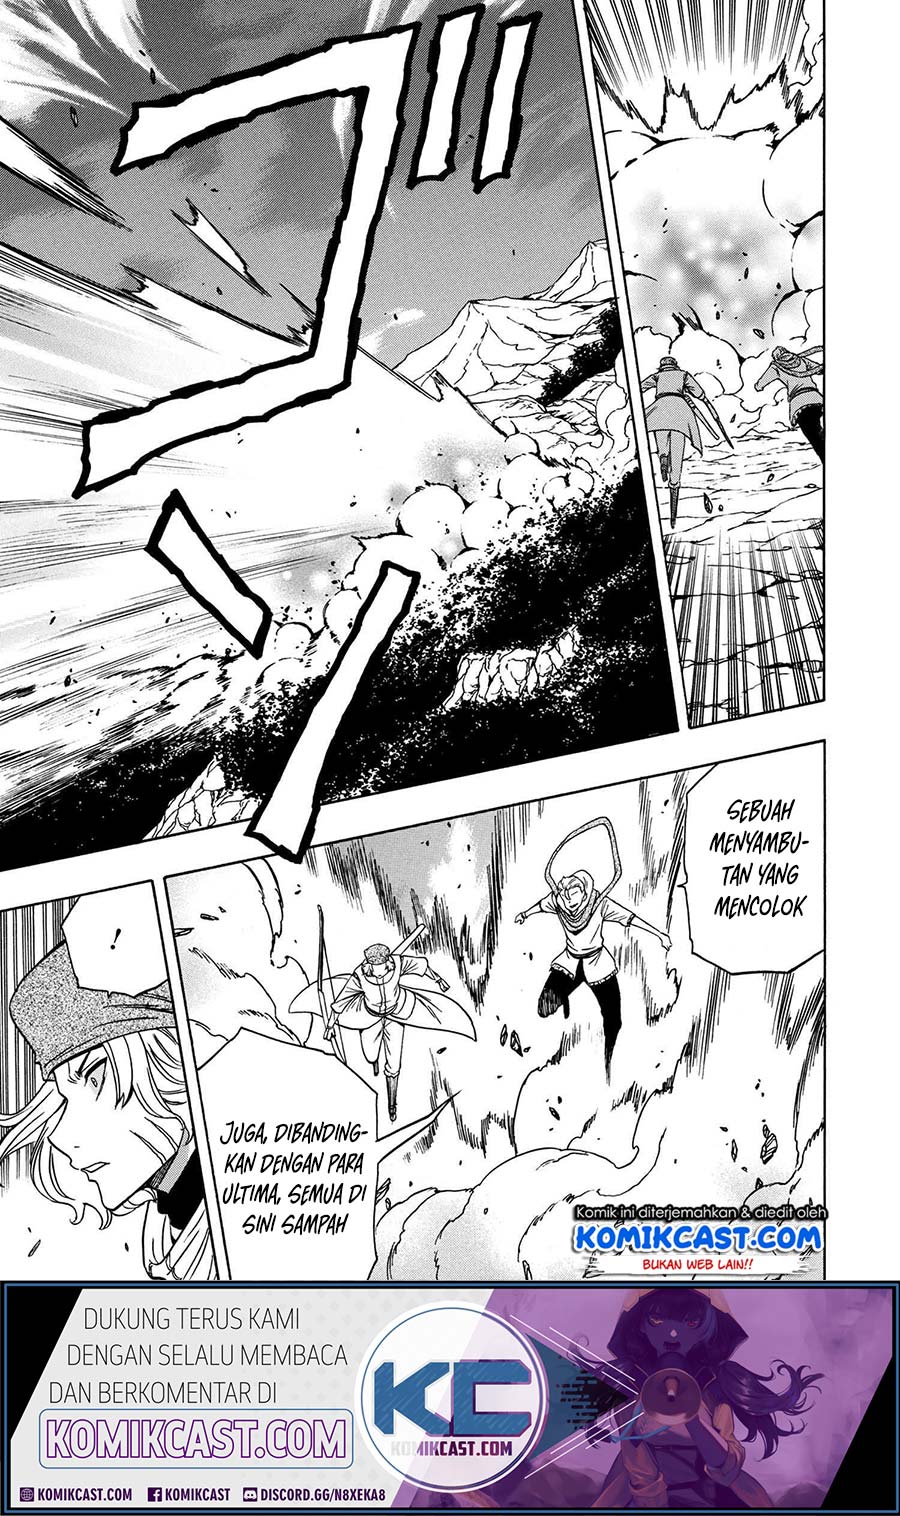 ブン
SEBUAH
MENYAMBU-
TAN YANG
MENCOLOK
JUGA, DIBANDING-
KAN DENGAN PARA
ULTIMA, SEMUA DI
SINI SAMPAH
!
Komik ini diterjemahkan & diedit oleh
KOMIKCAST.COM
BUKAN WEB LAIN!!
DUKUNG TERUS KAMI
DENGAN SELALU MEMBACA
DAN BERKOMENTAR DI
KOMIKCAST.COM
KC
KOMIKCAST.COM
KOMIKCAST.COM KOMIKCAST DISCORD.GG/N8XEKA8